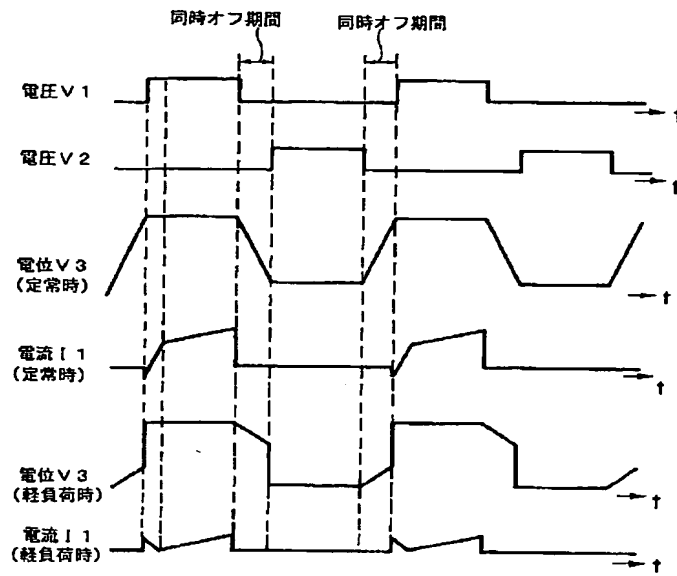 同時オフ期間
同時オフ期間
電圧V1
t
電圧V2
t
電位V3
(定常時)
t
電流I1
(定常時)
t
電位V3
(軽負荷時)
t
電流I1
(軽負荷時)
t